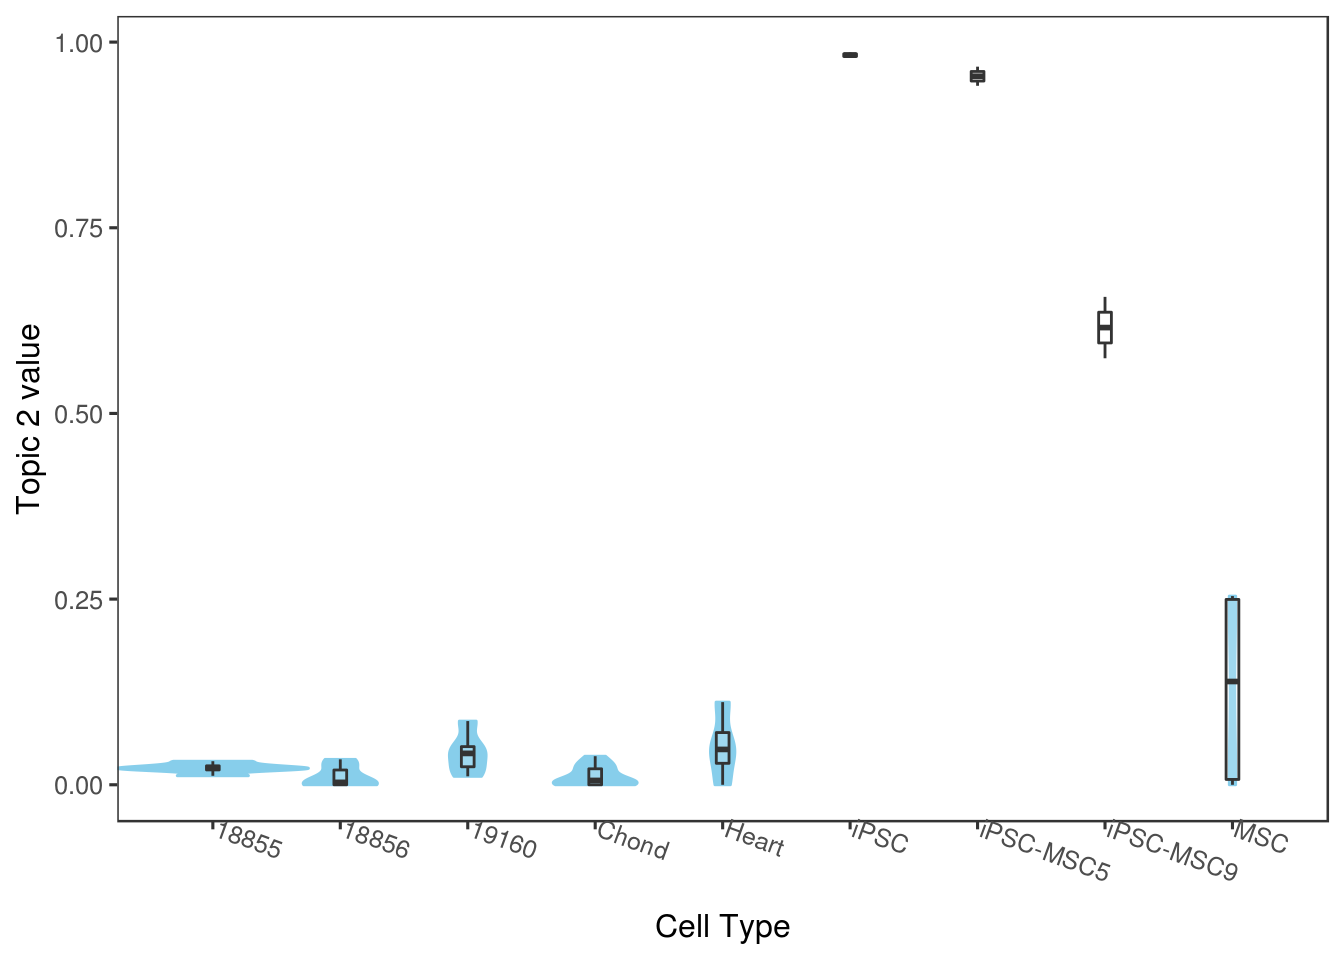 1.00
0.75
0.50
0.25
0.00
Topic 2 value
18855
18856
19160
Chond
Heart
iPSC
iPSC-MSC5
iPSC-MSC9
MSC
Cell Type